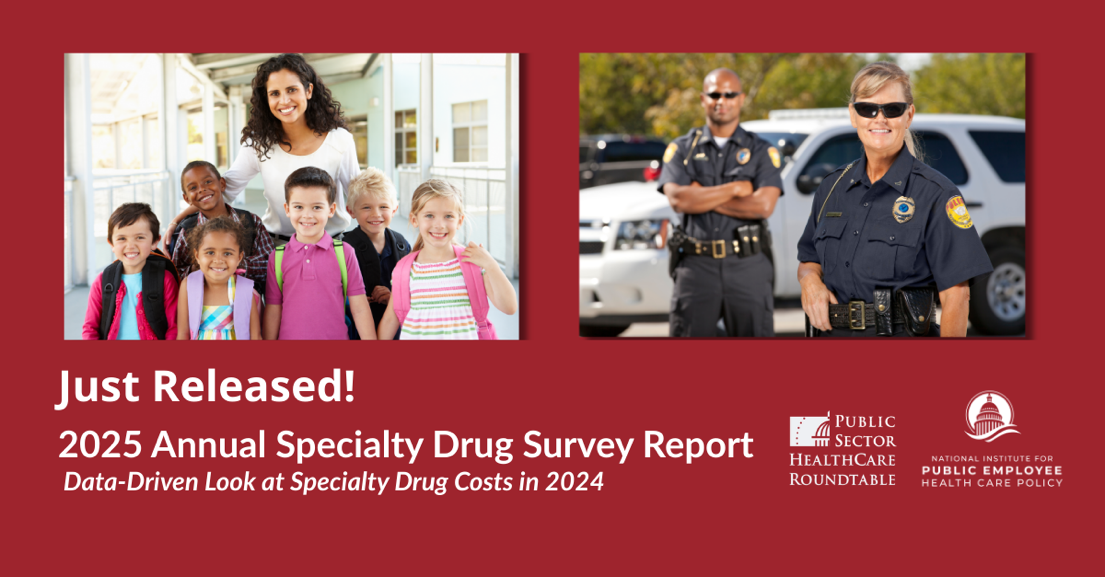 Just Released!
2025 Annual Specialty Drug Survey Report
Data-Driven Look at Specialty Drug Costs in 2024
PUBLIC
SECTOR
HEALTHCARE
ROUNDTABLE
NATIONAL INSTITUTE FOR
PUBLIC EMPLOYEE
HEALTH CARE POLICY